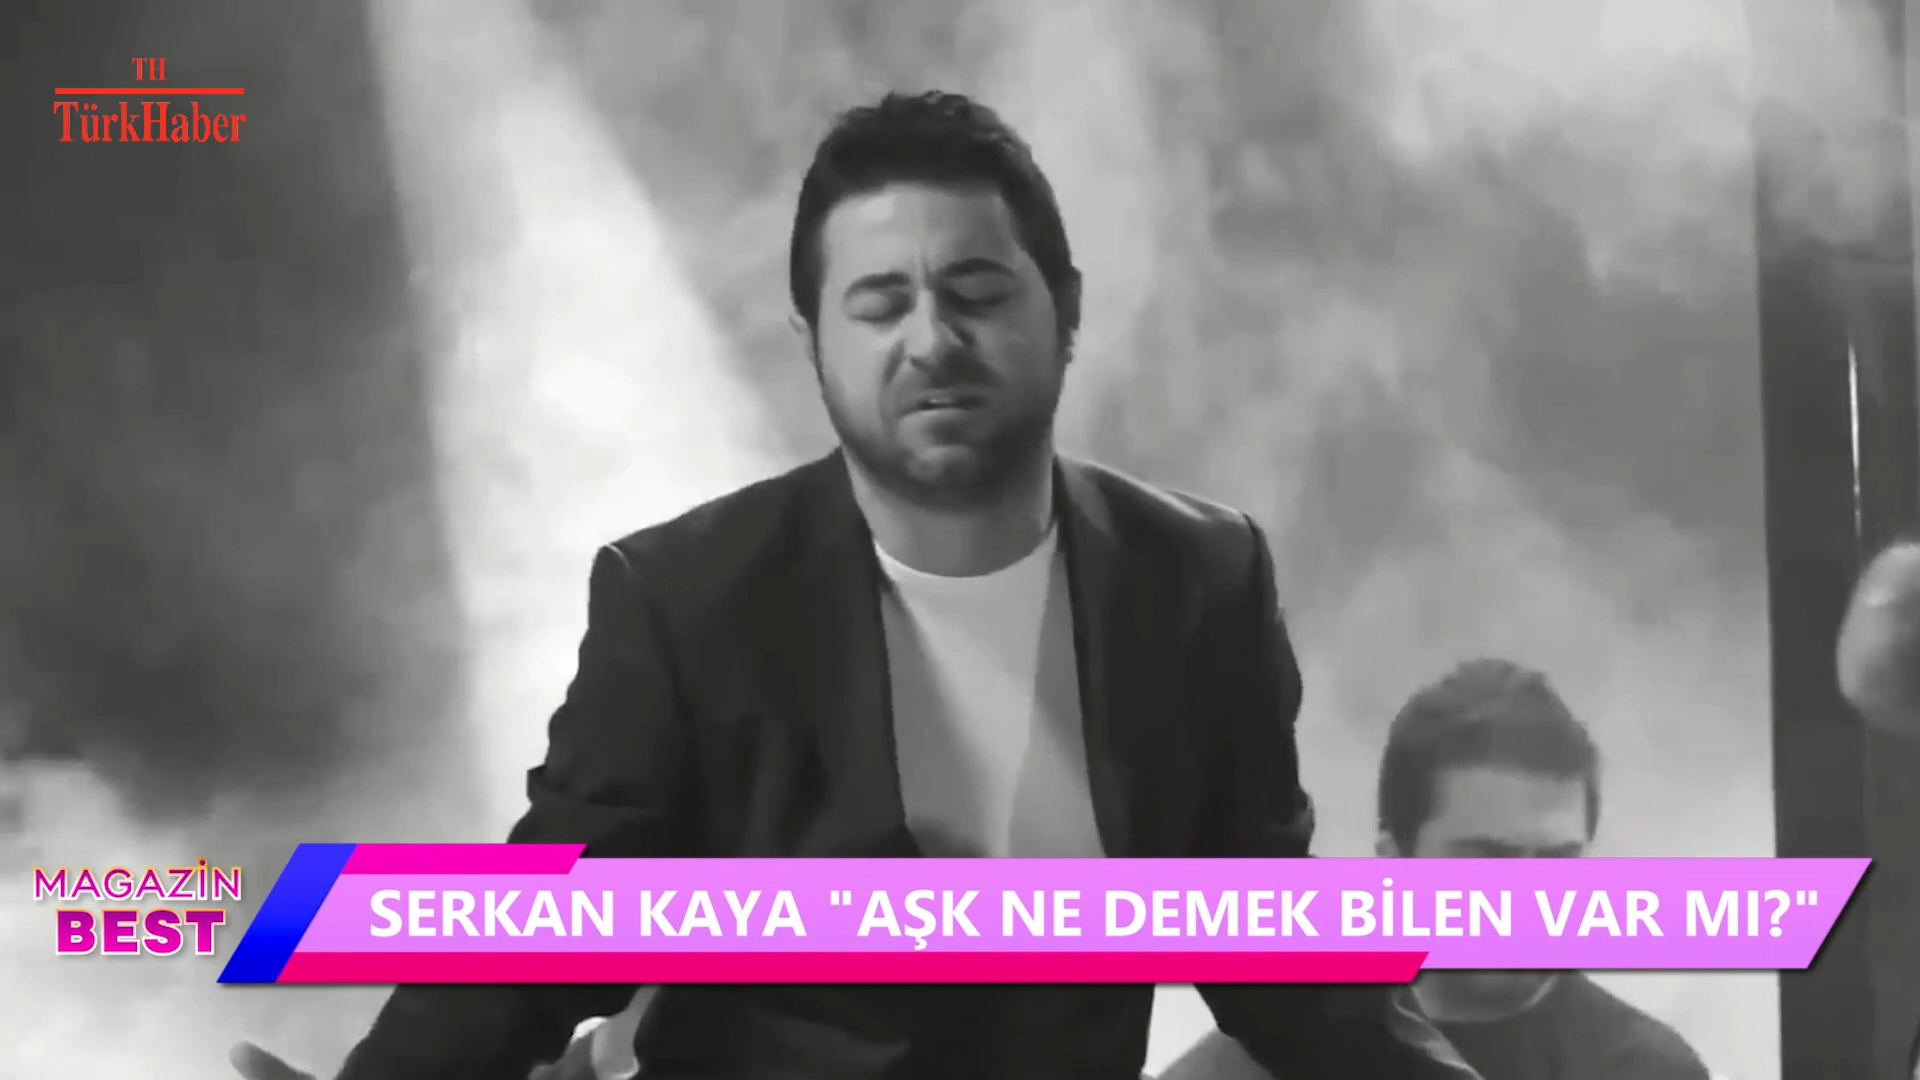 TH
TürkHaber
MAGAZİN
BEST
SERKAN KAYA "AŞK NE DEMEK BİLEN VAR MI?"